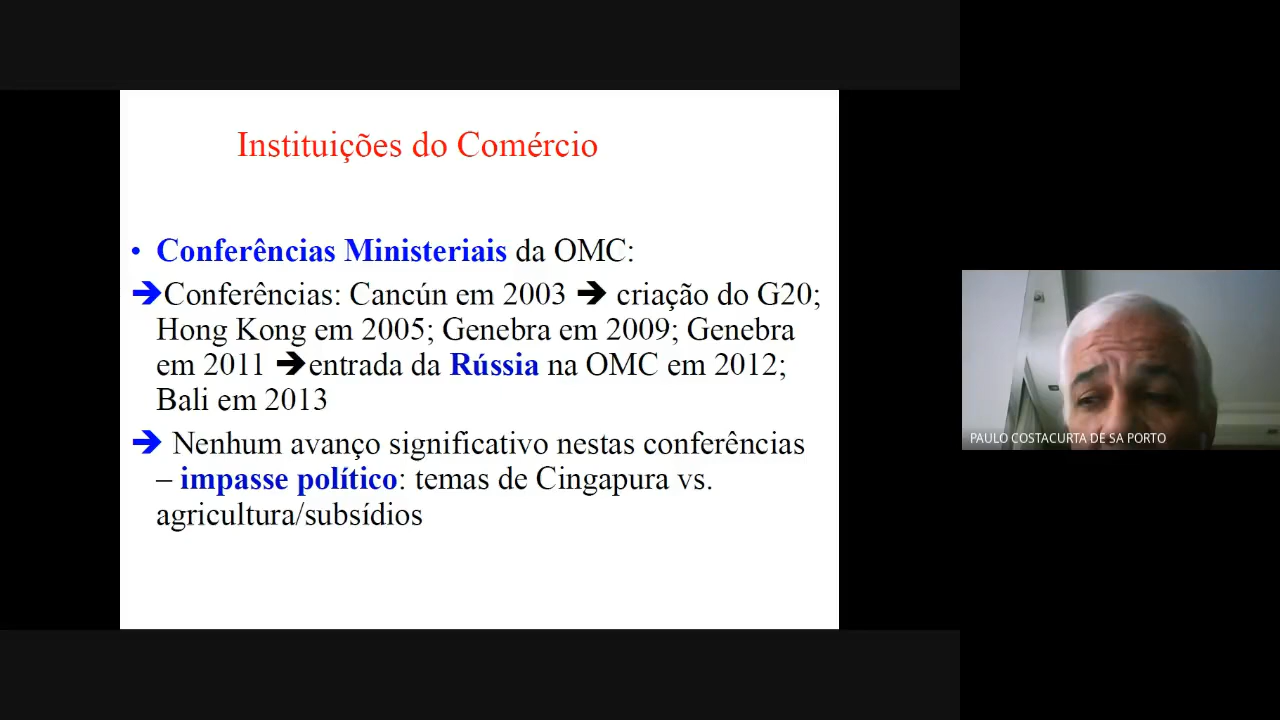 Instituições do Comércio
• Conferências Ministeriais da OMC:
➔Conferências: Cancún em 2003 ➔ criação do G20;
Hong Kong em 2005; Genebra em 2009; Genebra
em 2011 ➔entrada da Rússia na OMC em 2012;
Bali em 2013
➔ Nenhum avanço significativo nestas conferências
– impasse político: temas de Cingapura vs.
agricultura/subsídios
PAULO COSTACURTA DE SA PORTO